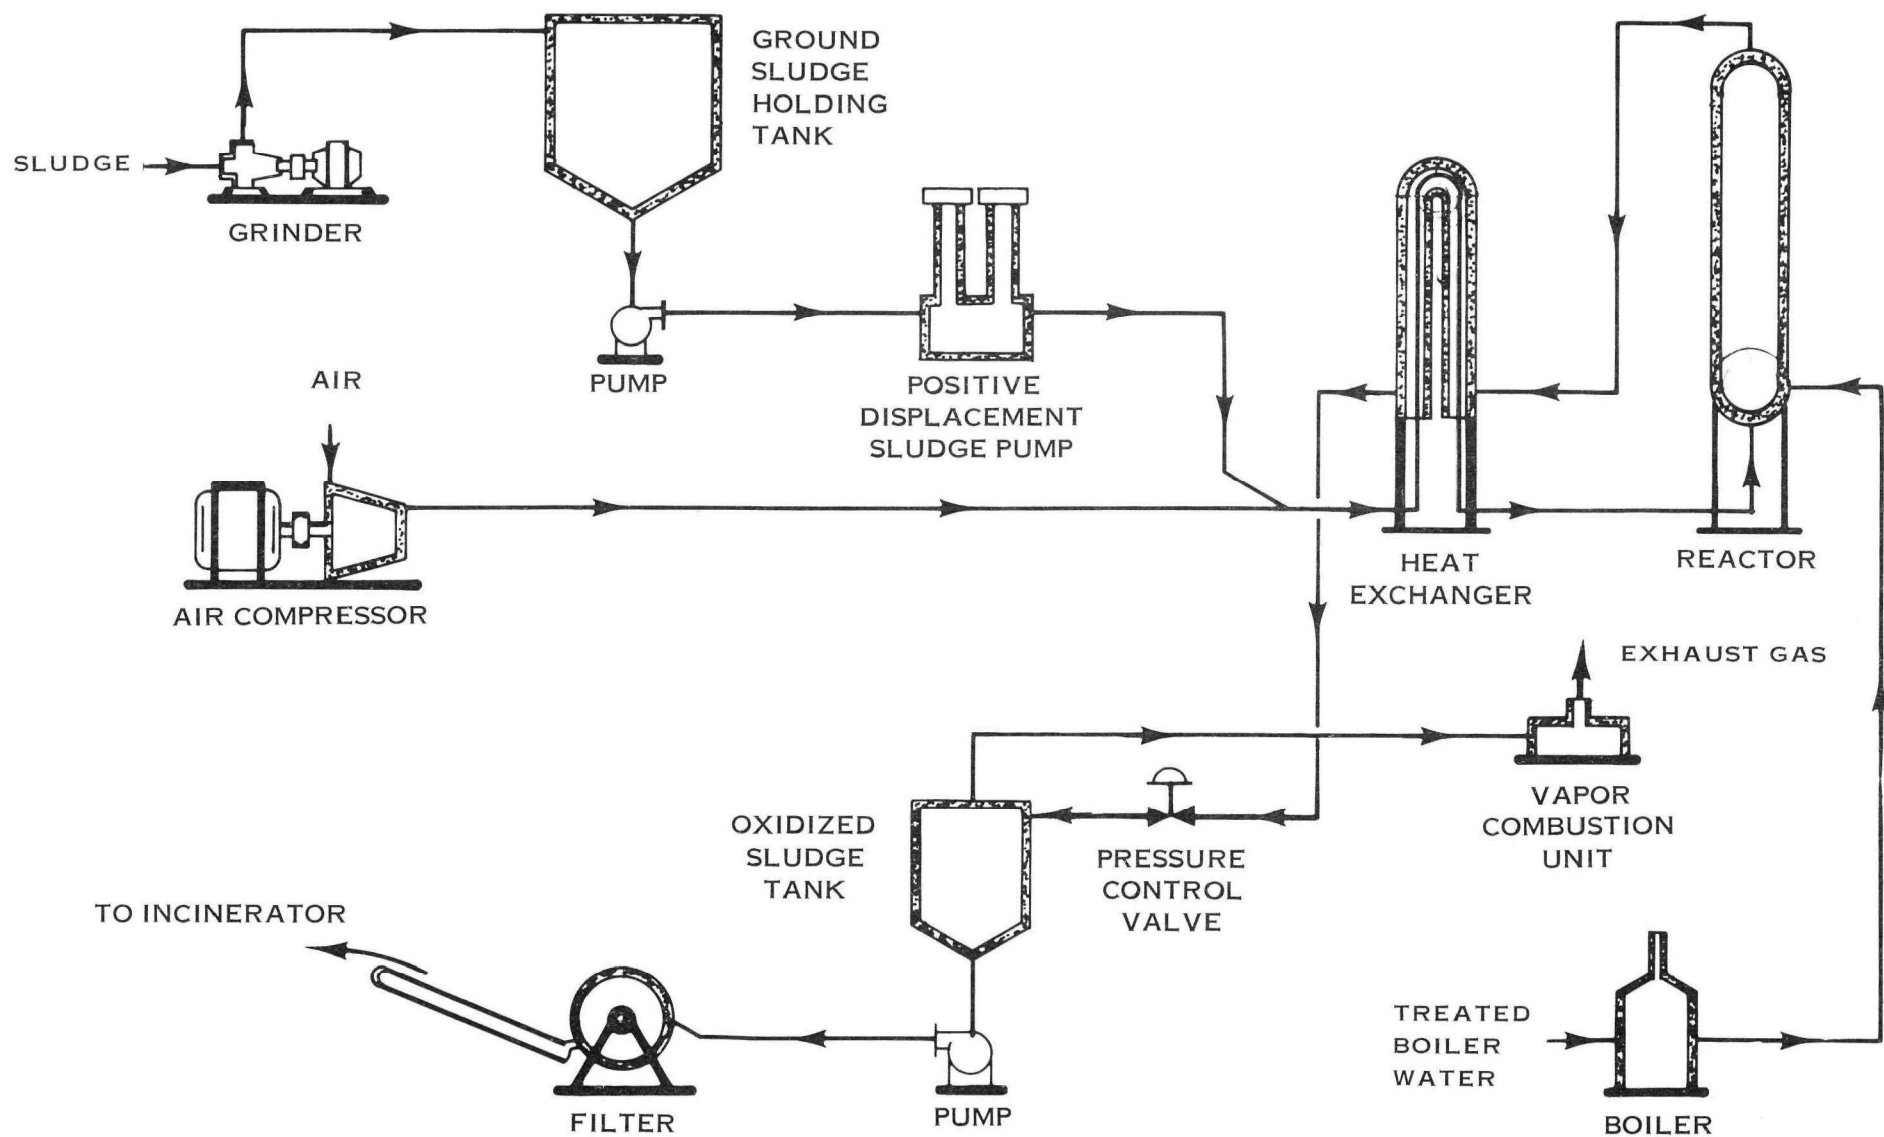 GROUND
SLUDGE
HOLDING
TANK
SLUDGE
GRINDER
PUMP
POSITIVE
DISPLACEMENT
SLUDGE PUMP
AIR
AIR COMPRESSOR
HEAT
EXCHANGER
REACTOR
EXHAUST GAS
VAPOR
COMBUSTION
UNIT
OXIDIZED
SLUDGE
TANK
PRESSURE
CONTROL
VALVE
TO INCINERATOR
FILTER
PUMP
TREATED
BOILER
WATER
BOILER